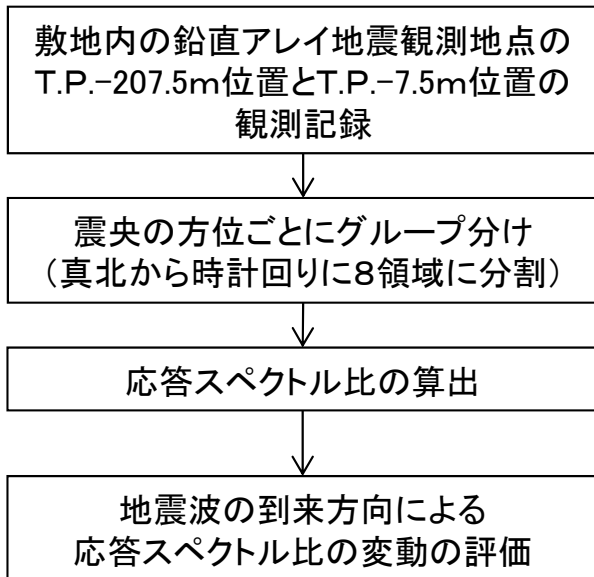 敷地内の鉛直アレイ地震観測地点の
T.P.-207.5m位置とT.P.-7.5m位置の
観測記録
震央の方位ごとにグループ分け
（真北から時計回りに８領域に分割）
応答スペクトル比の算出
地震波の到来方向による
応答スペクトル比の変動の評価